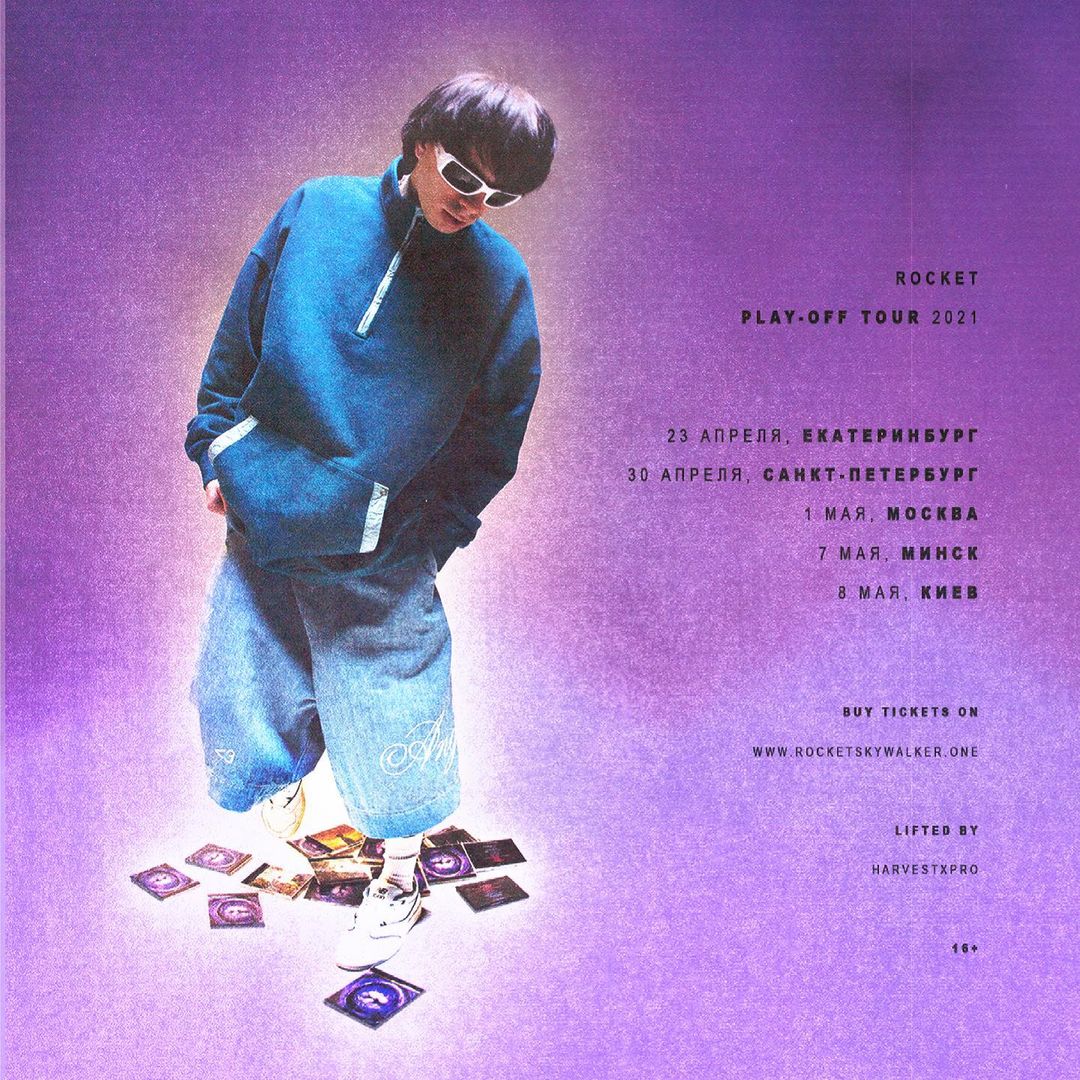 ROCKET
PLAY-OFF TOUR 2021
23 АПРЕЛЯ, ЕКАТЕРИНБУРГ
30 АПРЕЛЯ, САНКТ-ПЕТЕРБУРГ
1 МАЯ, МОСКВА
7 МАЯ, МИНСК
8 МАЯ, КИЕВ
BUY TICKETS ON
WWW.ROCKETSKYWALKER.ONE
LIFTED BY
HARVESTXPRO
16+